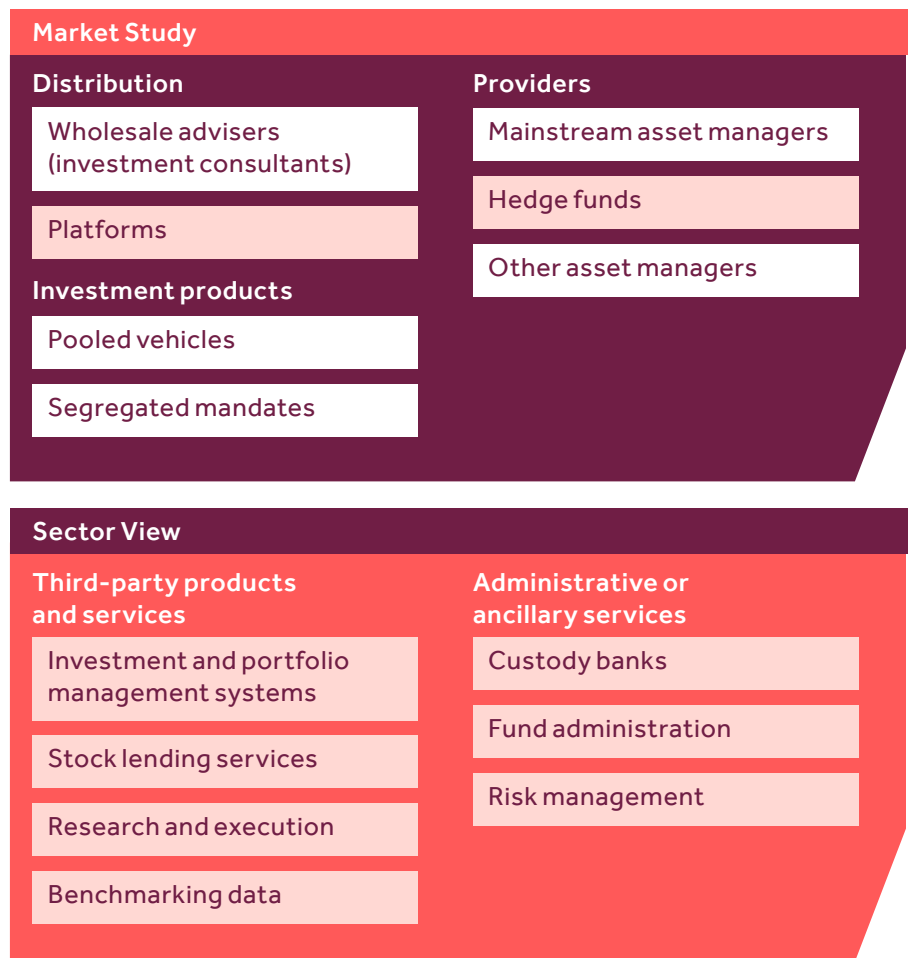 Market Study
Distribution
Wholesale advisers
(investment consultants)
Platforms
Investment products
Pooled vehicles
Segregated mandates
Providers
Mainstream asset managers
Hedge funds
Other asset managers
Sector View
Third-party products
and services
Investment and portfolio
management systems
Stock lending services
Research and execution
Benchmarking data
Administrative or
ancillary services
Custody banks
Fund administration
Risk management